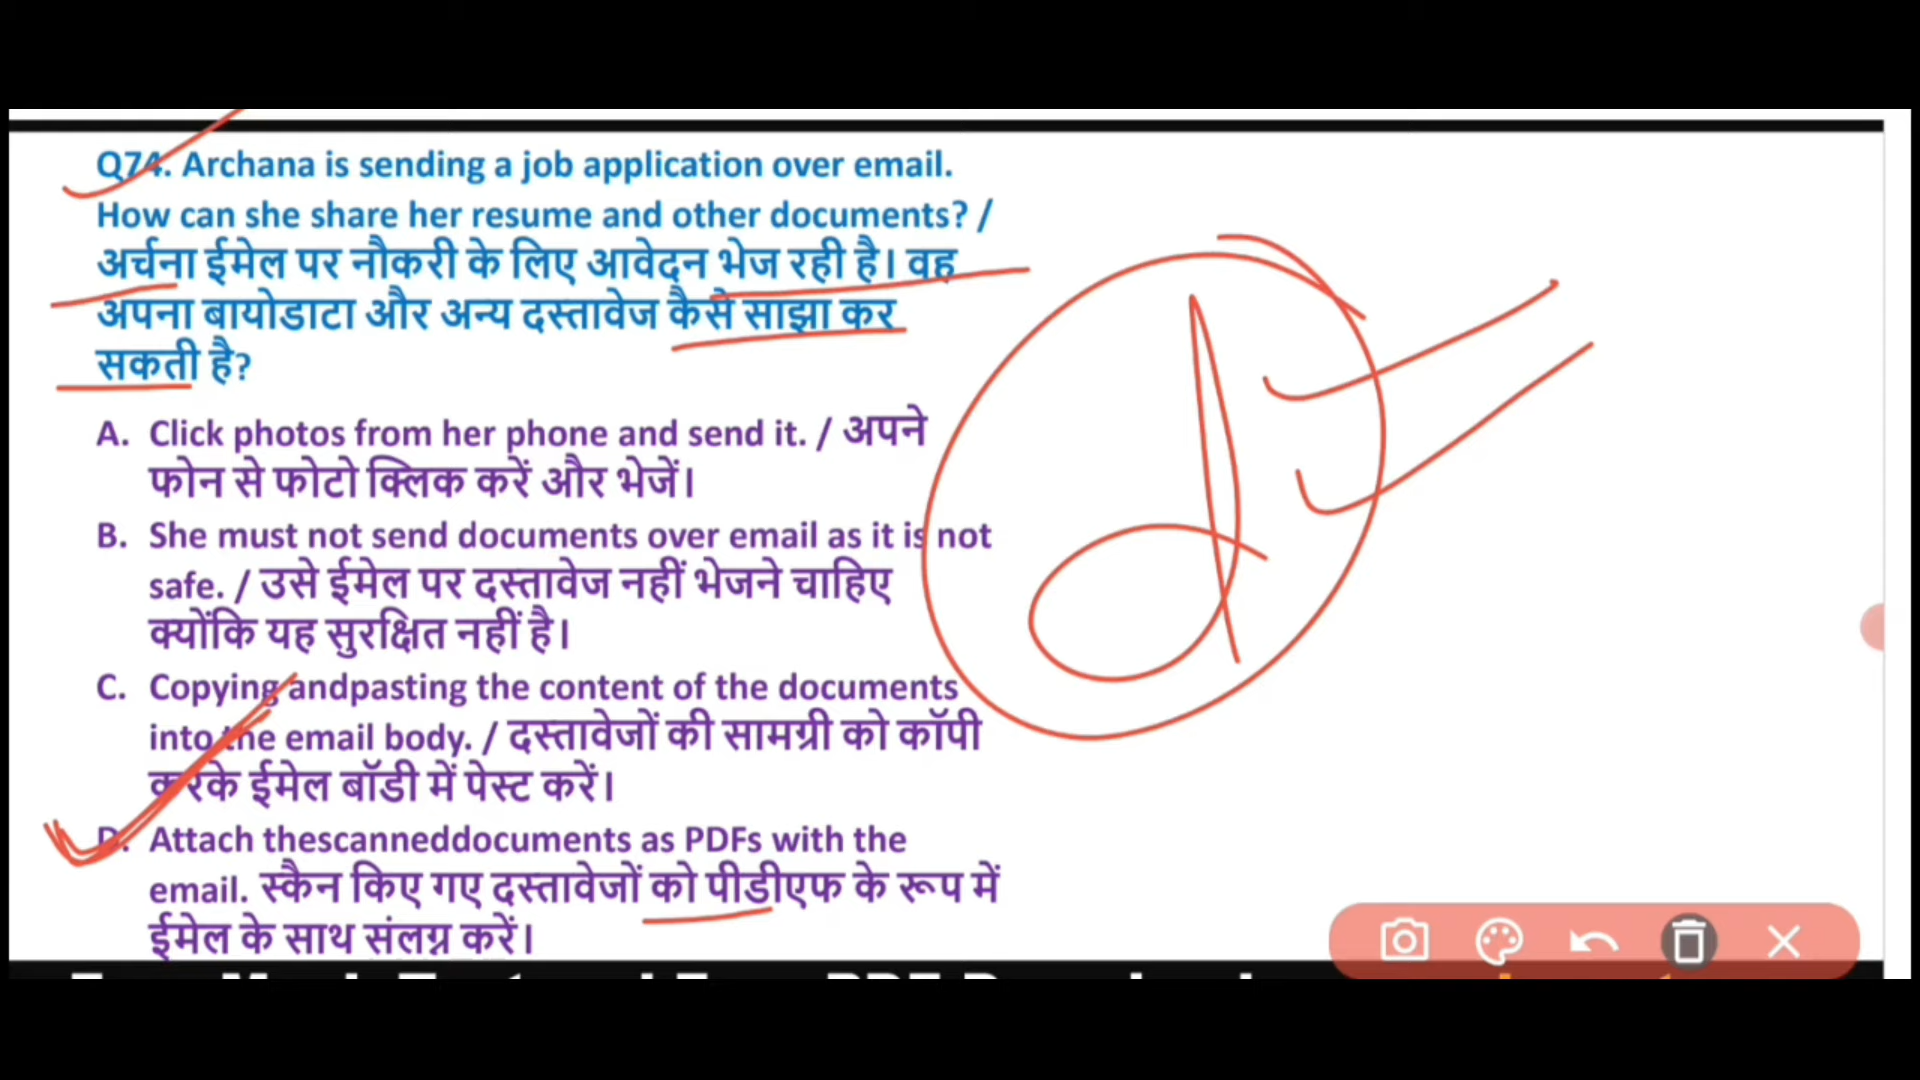 Q74. Archana is sending a job application over email.
How can she share her resume and other documents? /
अर्चना ईमेल पर नौकरी के लिए आवेदन भेज रही है। वह
अपना बायोडाटा और अन्य दस्तावेज कैसे साझा कर
सकती है?
A. Click photos from her phone and send it. / अपने
फोन से फोटो क्लिक करें और भेजें।
B. She must not send documents over email as it is not
safe. / उसे ईमेल पर दस्तावेज नहीं भेजने चाहिए
क्योंकि यह सुरक्षित नहीं है।
C. Copying andpasting the content of the documents
into the email body. / दस्तावेजों की सामग्री को कॉपी
करके ईमेल बॉडी में पेस्ट करें।
D. Attach thescanneddocuments as PDFs with the
email. स्कैन किए गए दस्तावेजों को पीडीएफ के रूप में
ईमेल के साथ संलग्न करें।